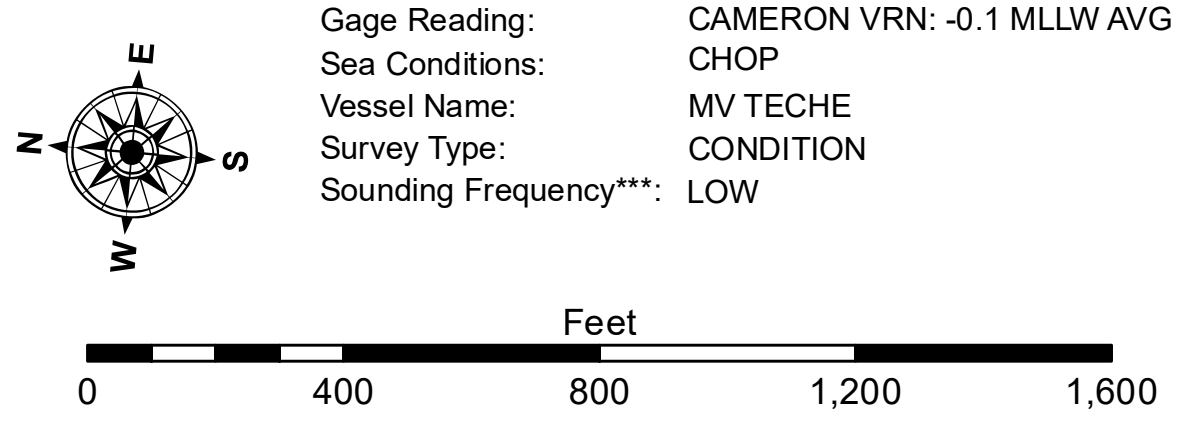 Gage Reading: CAMERON VRN: -0.1 MLLW AVG
Sea Conditions: CHOP
Vessel Name: MV TECHE
Survey Type: CONDITION
Sounding Frequency***: LOW
E
N
S
W
Feet
0 400 800 1,200 1,600